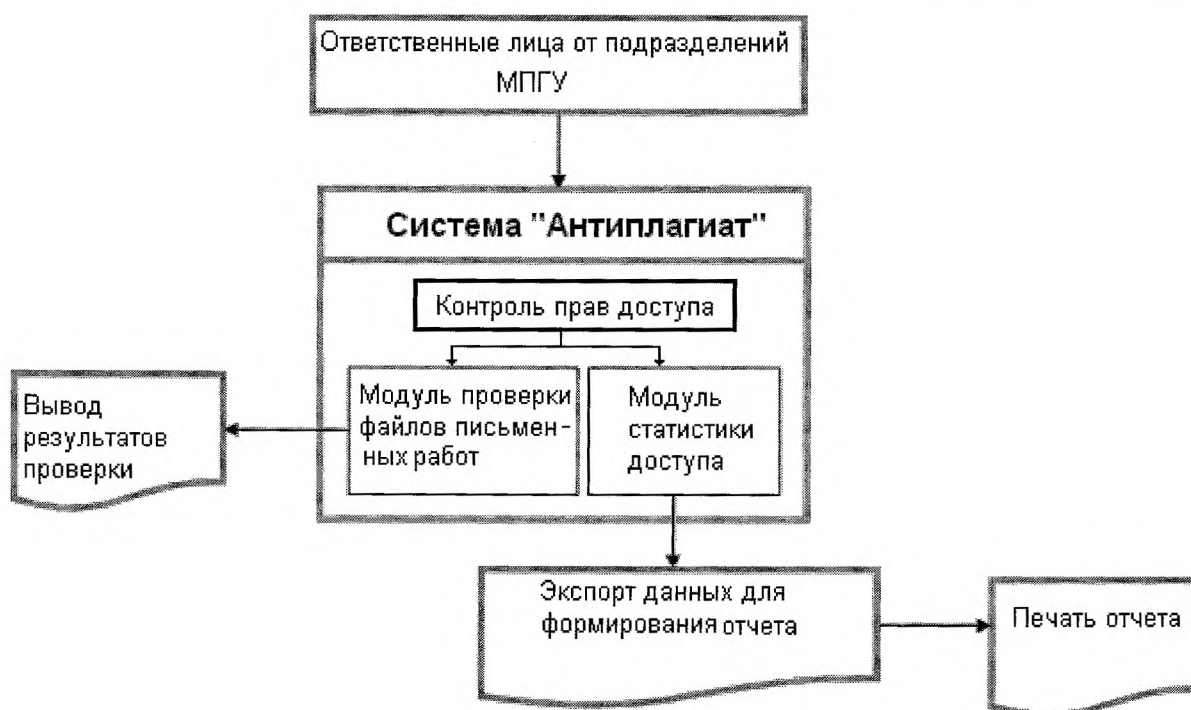 Ответственные лица от подразделений
МПГУ
Система "Антиплагиат"
Контроль прав доступа
Модуль проверки
файлов письмен-
ных работ
Модуль
статистики
доступа
Вывод
результатов
проверки
Экспорт данных для
формирования отчета
Печать отчета